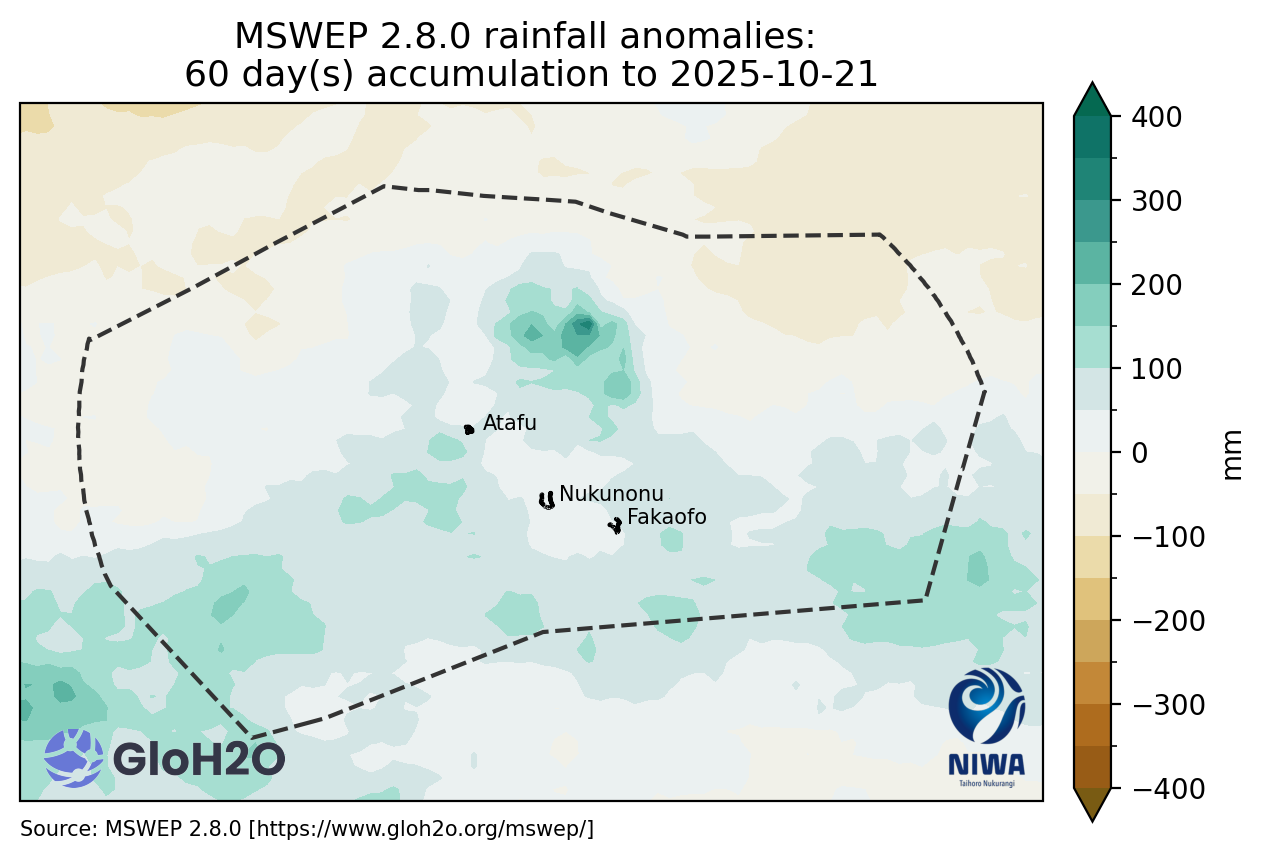 MSWEP 2.8.0 rainfall anomalies:
60 day(s) accumulation to 2025-10-21
400
300
200
100
0
−100
−200
−300
−400
mm
Atafu
Nukunonu
Fakaofo
GloH2O
NIWA
Taihoro Nukurangi
Source: MSWEP 2.8.0 [https://www.gloh2o.org/mswep/]